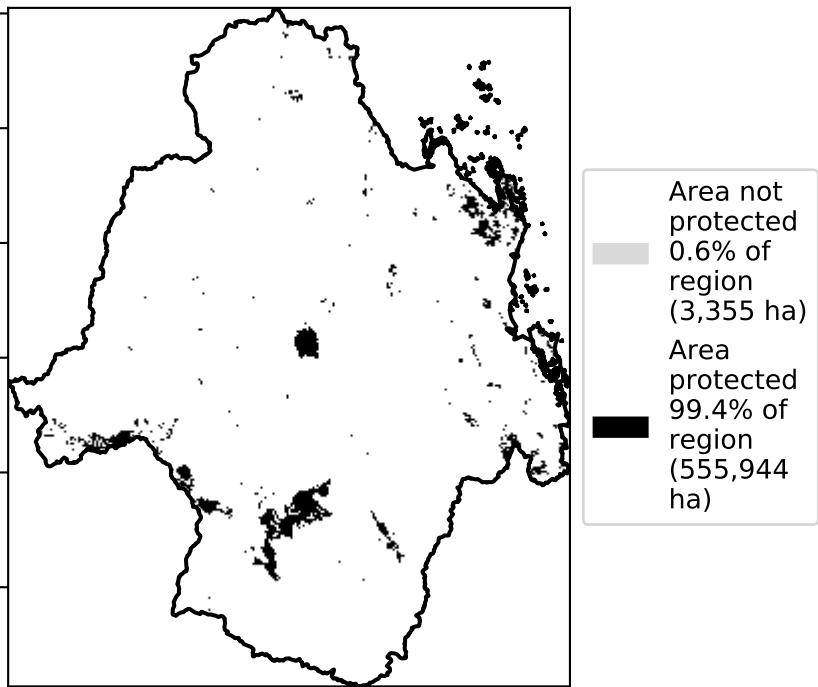 Area not
protected
0.6% of
region
(3,355 ha)
Area
protected
99.4% of
region
(555,944
ha)